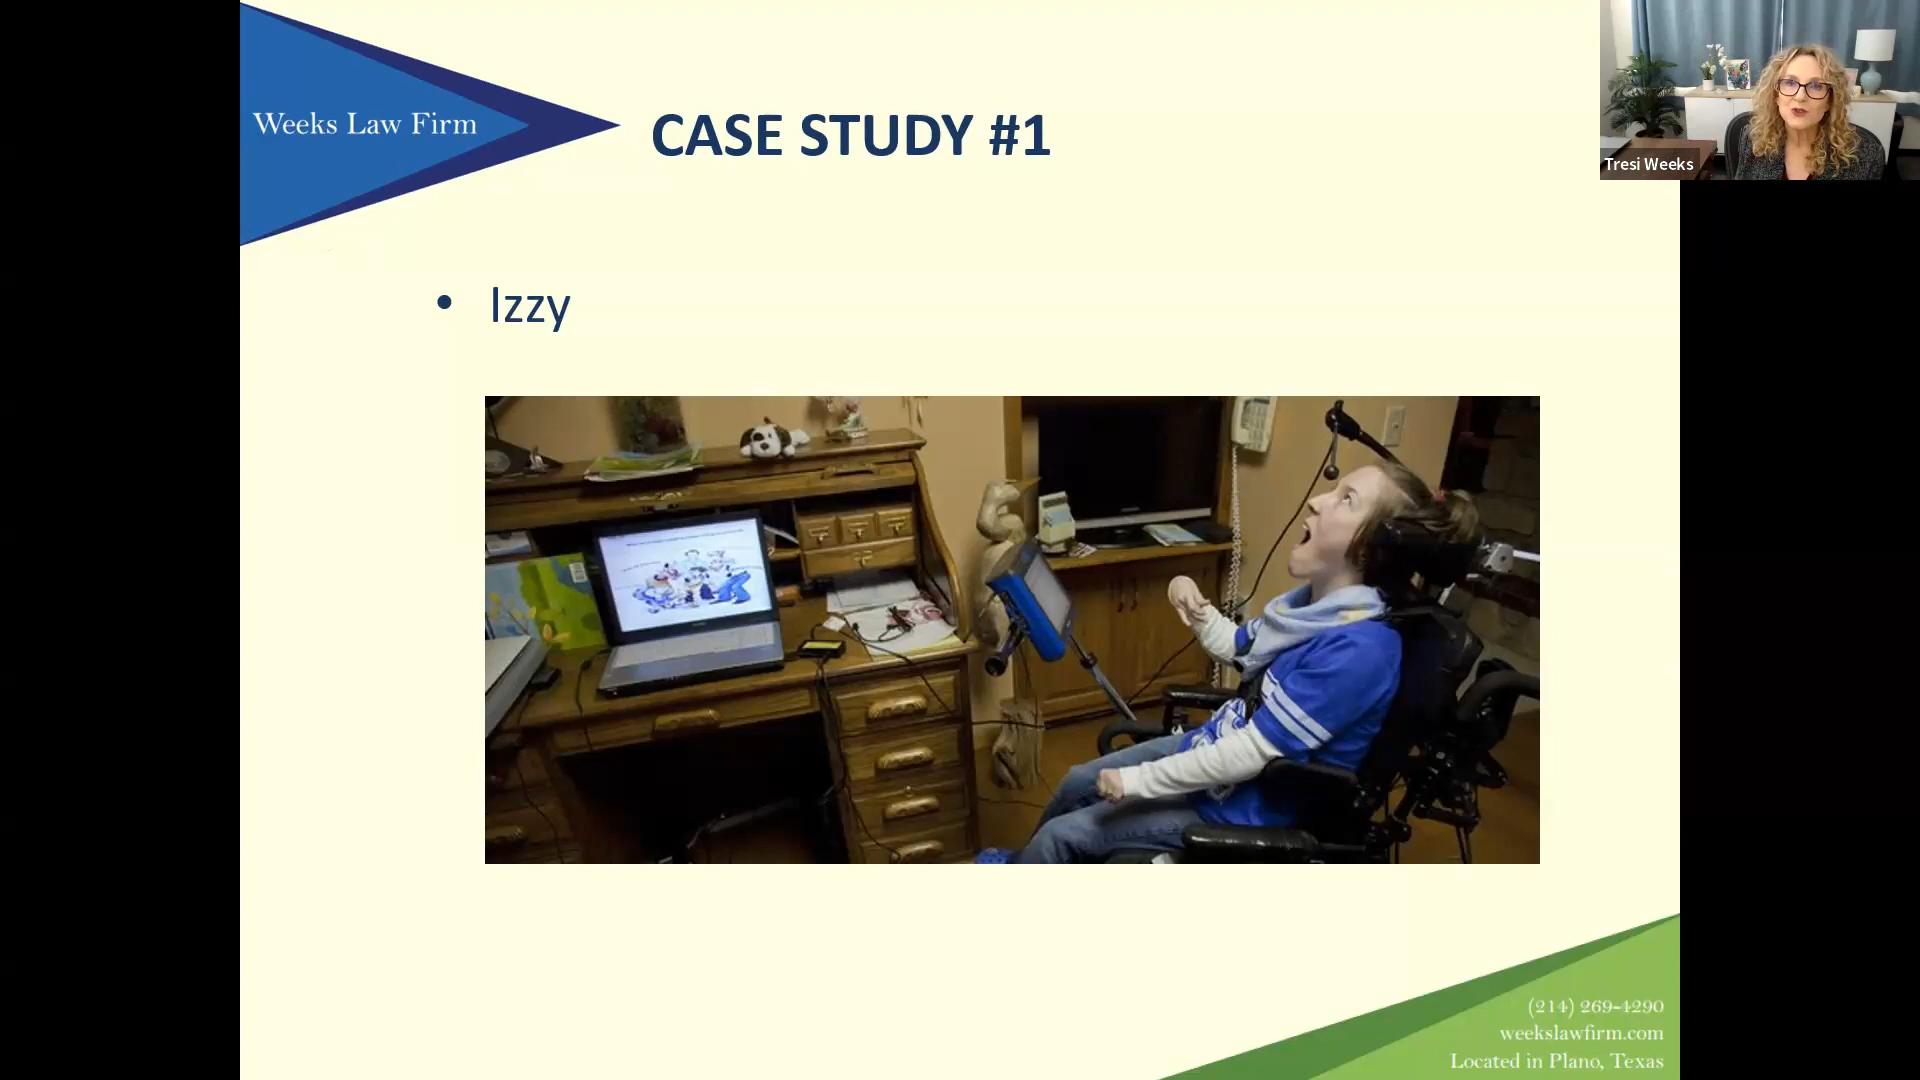 Weeks Law Firm
CASE STUDY #1
Tresi Weeks
• Izzy
(214) 269-4290
weekslawfirm.com
Located in Plano, Texas